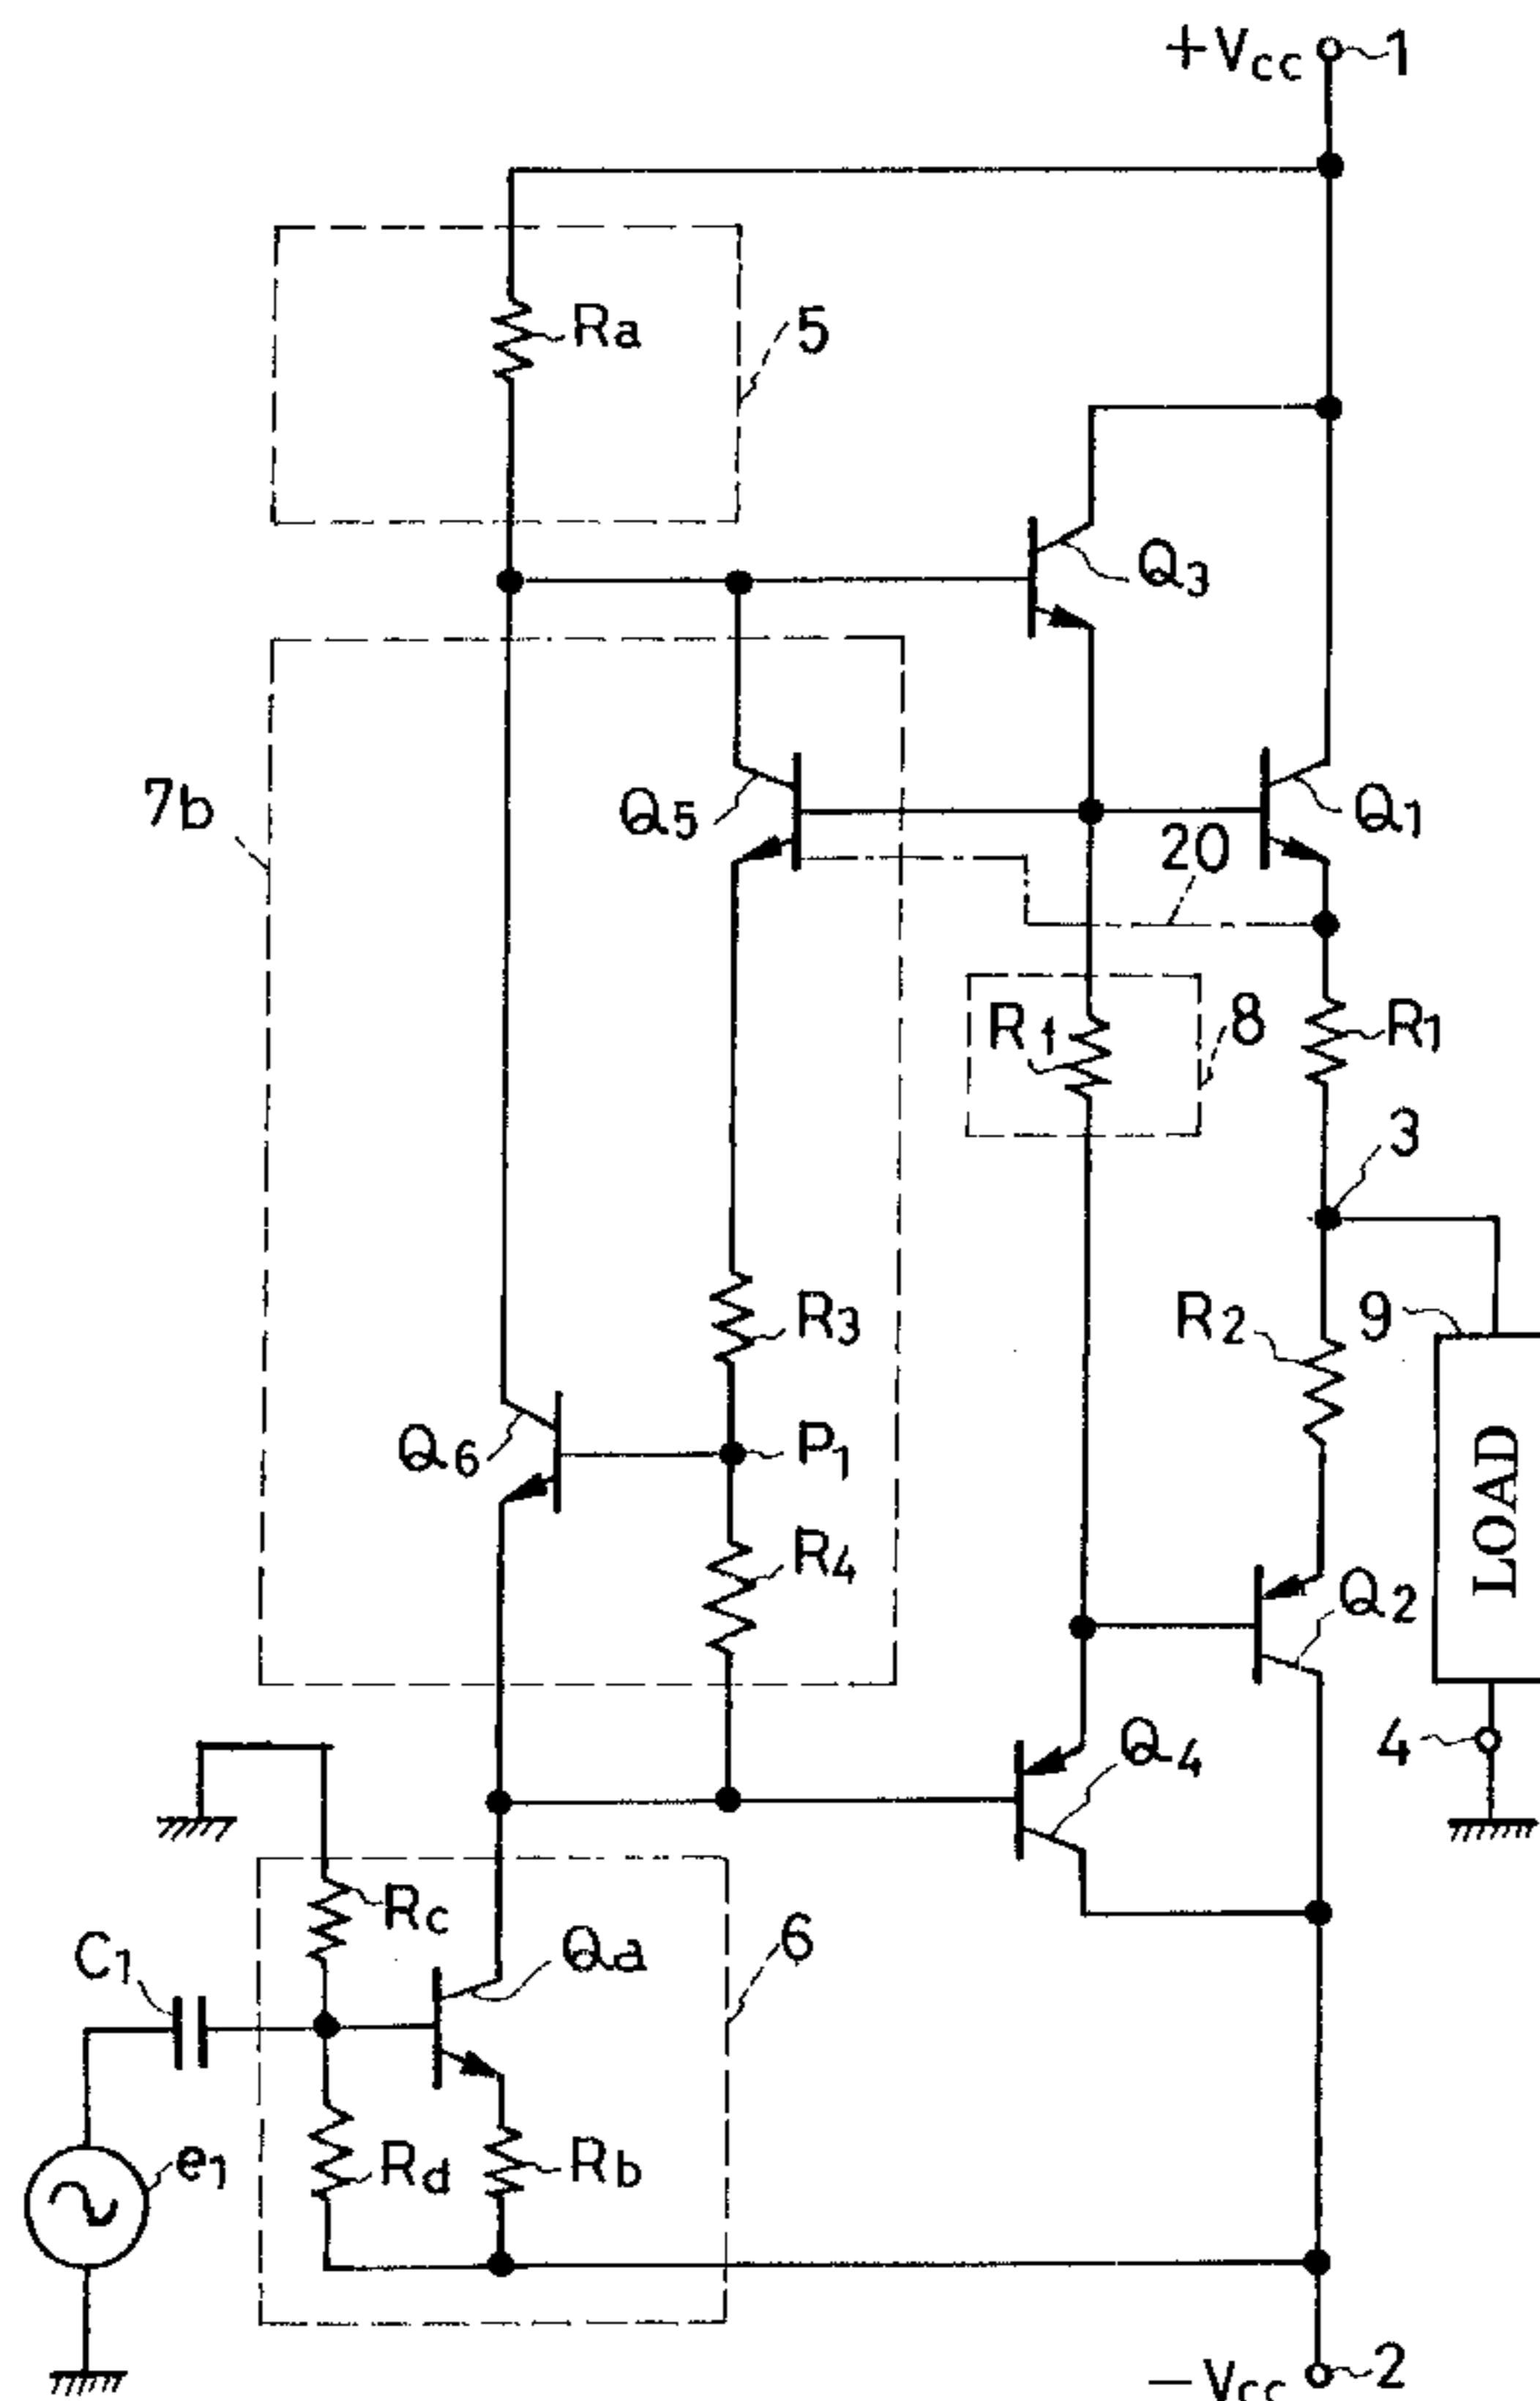 +Vcc 1
Ra
5
Q3
7b
Q5
Q1
20
Rf
8
R1
3
R3
R2
9
Q6
P1
LOAD
R4
Q2
4
Q4
Rc
C1
Qa
6
e1
Rd
Rb
−Vcc 2